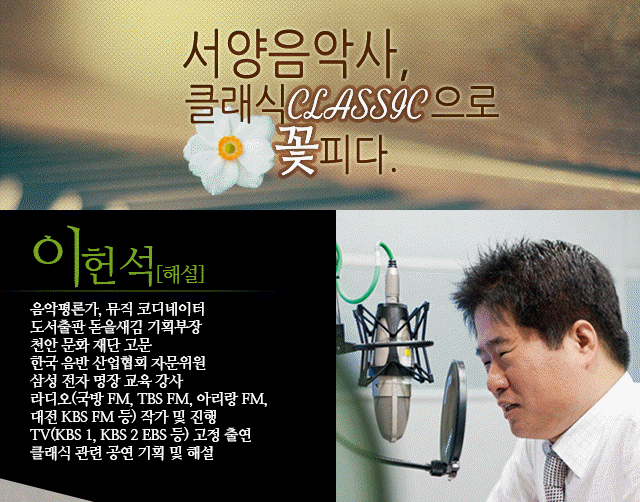 서양음악사,
클래식CLASSIC으로
꽃피다.
이헌석[해설]
음악평론가, 뮤직 코디네이터
도서출판 돋을새김 기획부장
천안 문화 재단 고문
한국 음반 산업협회 자문위원
삼성 전자 명장 교육 강사
라디오(국방 FM, TBS FM, 아리랑 FM,
대전 KBS FM 등) 작가 및 진행
TV(KBS 1, KBS 2 EBS 등) 고정 출연
클래식 관련 공연 기획 및 해설